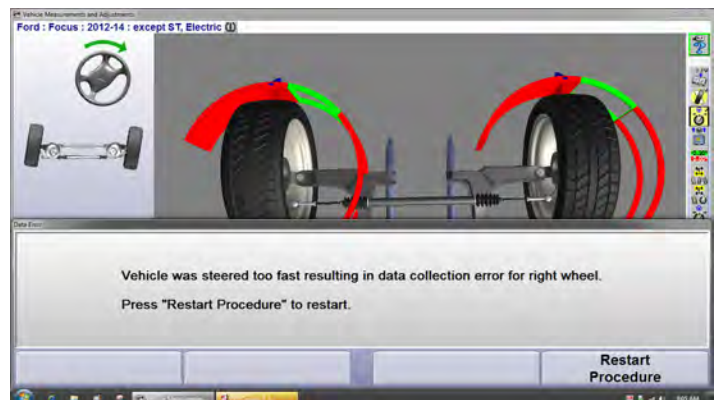 Vehicle Measurements and Adjustments
Ford : Focus : 2012-14 : except ST, Electric
Data Error
Vehicle was steered too fast resulting in data collection error for right wheel.
Press "Restart Procedure" to restart.
Restart
Procedure